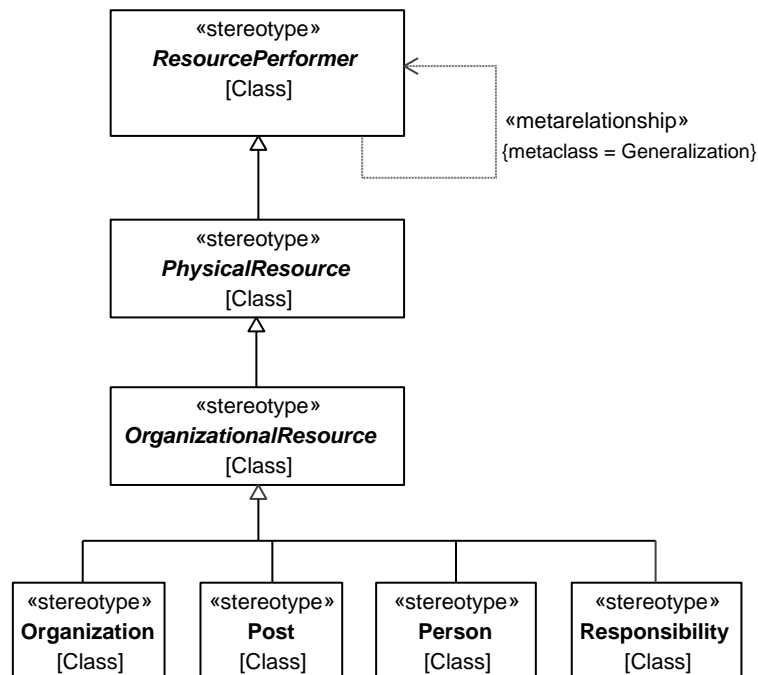 «stereotype»
ResourcePerformer
[Class]
«metarelationship»
{metaclass = Generalization}
«stereotype»
PhysicalResource
[Class]
«stereotype»
OrganizationalResource
[Class]
«stereotype» «stereotype» «stereotype» «stereotype»
Organization Post Person Responsibility
[Class] [Class] [Class] [Class]